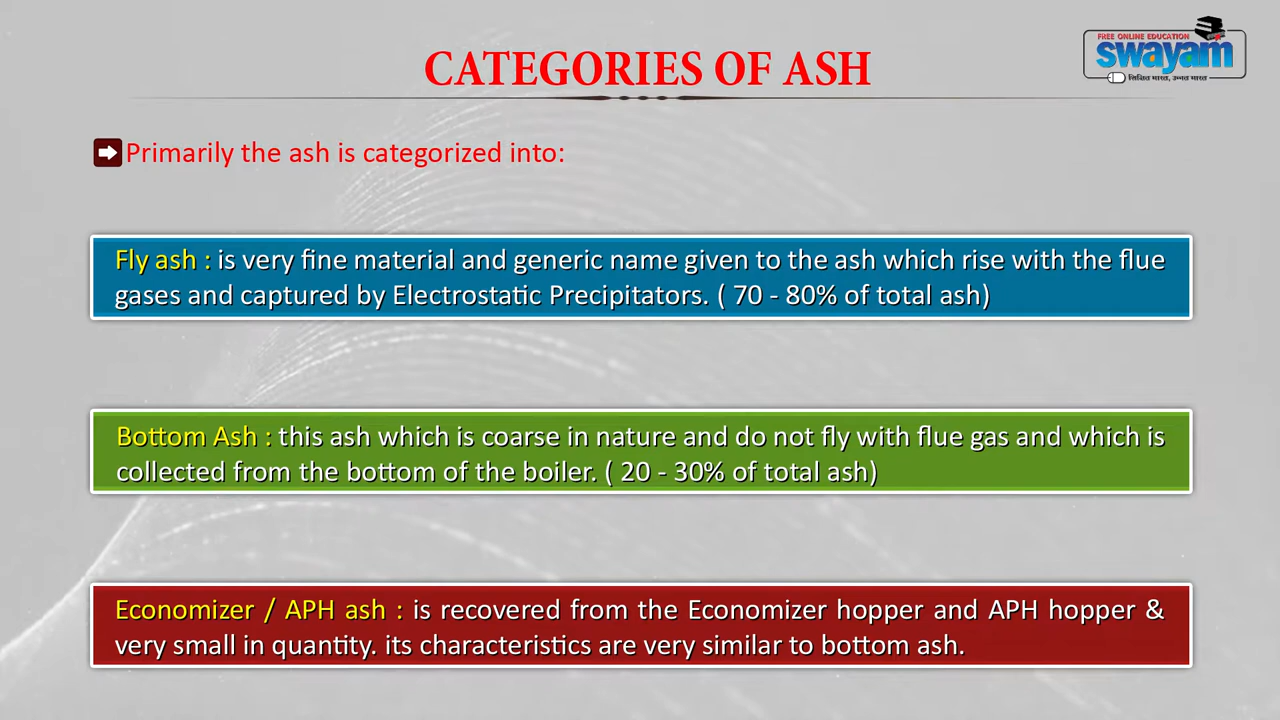 CATEGORIES OF ASH
FREE ONLINE EDUCATION
swayam
शिक्षित भारत, उन्नत भारत
Primarily the ash is categorized into:
Fly ash : is very fine material and generic name given to the ash which rise with the flue
gases and captured by Electrostatic Precipitators. ( 70 - 80% of total ash)
Bottom Ash : this ash which is coarse in nature and do not fly with flue gas and which is
collected from the bottom of the boiler. ( 20 - 30% of total ash)
Economizer / APH ash : is recovered from the Economizer hopper and APH hopper &
very small in quantity. its characteristics are very similar to bottom ash.